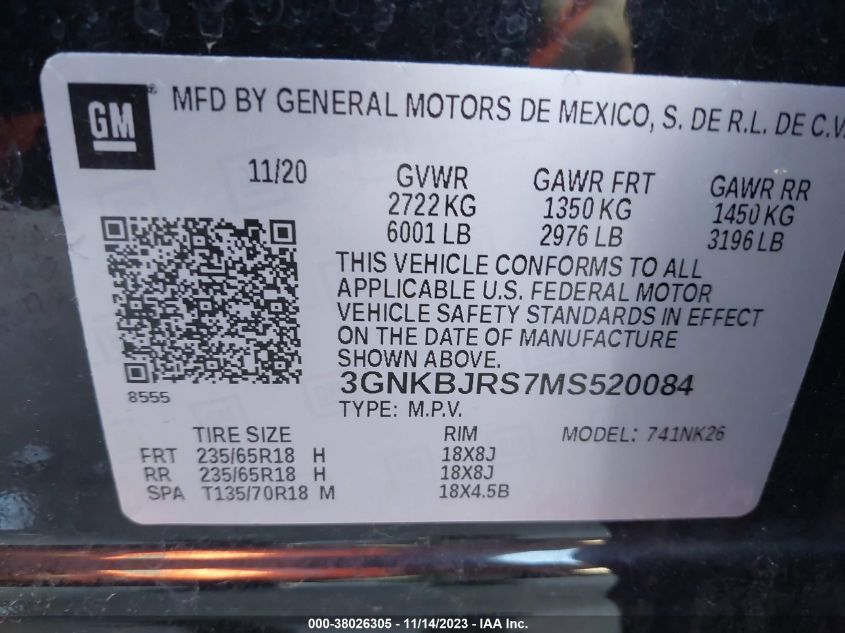 GM ® MFD BY GENERAL MOTORS DE MEXICO, S. DE R.L. DE C.V.
11/20 GVWR GAWR FRT GAWR RR
2722 KG 1350 KG 1450 KG
6001 LB 2976 LB 3196 LB
THIS VEHICLE CONFORMS TO ALL
APPLICABLE U.S. FEDERAL MOTOR
VEHICLE SAFETY STANDARDS IN EFFECT
ON THE DATE OF MANUFACTURE
SHOWN ABOVE.
3GNKBJRS7MS520084
8555
TYPE: M.P.V.
TIRE SIZE RIM MODEL: 741NK26
FRT 235/65R18 H 18X8J
RR 235/65R18 H 18X8J
SPA T135/70R18 M 18X4.5B
000-38026305 - 11/14/2023 - IAA Inc.